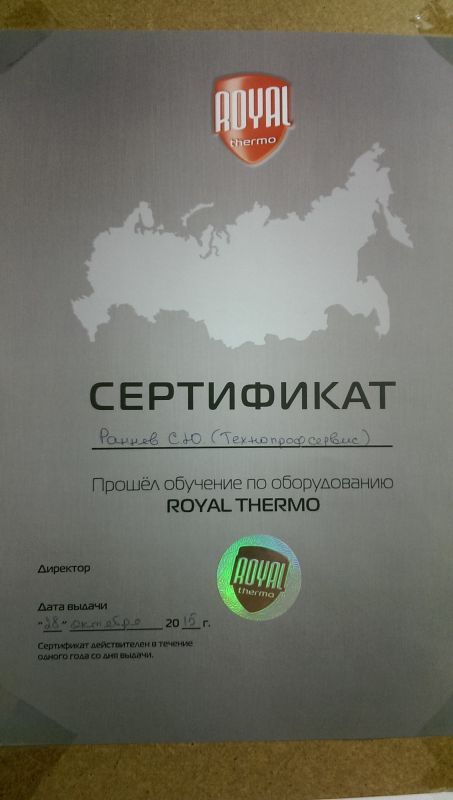 ROYAL
thermo
СЕРТИФИКАТ
Раннев С.Ю. (Технопрофсервис)
Прошёл обучение по оборудованию
ROYAL THERMO
ROYAL
thermo
Директор
Дата выдачи
"28" октября 2015 г.
Сертификат действителен в течение
одного года со дня выдачи.